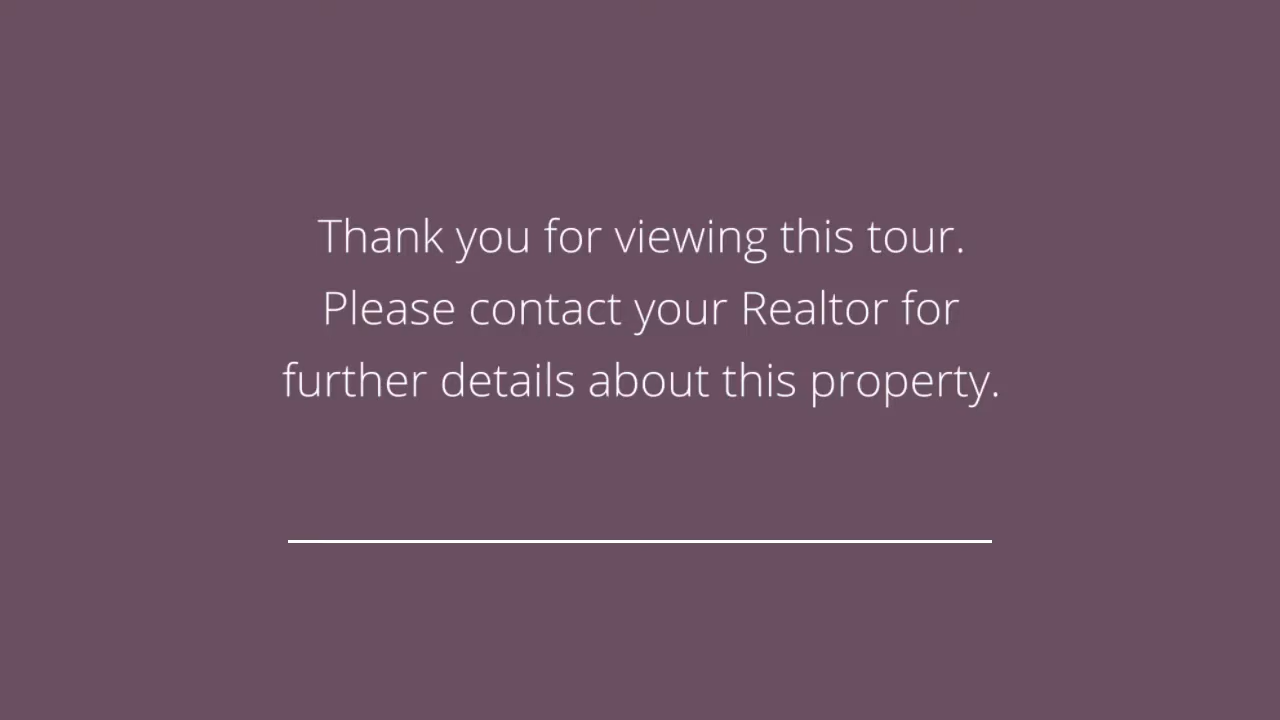 Thank you for viewing this tour.
Please contact your Realtor for
further details about this property.